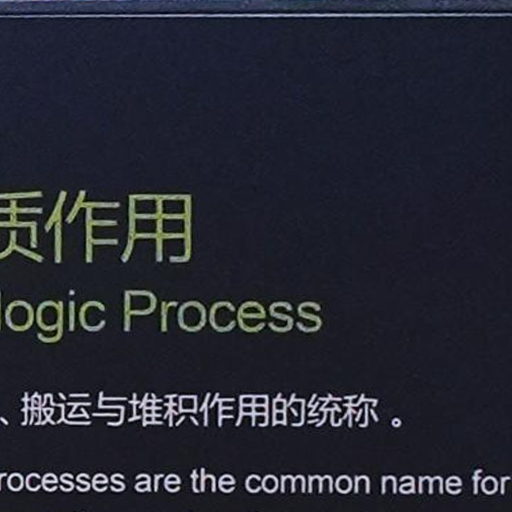 质作用
logic Process
、搬运与堆积作用的统称 。
rocesses are the common name for